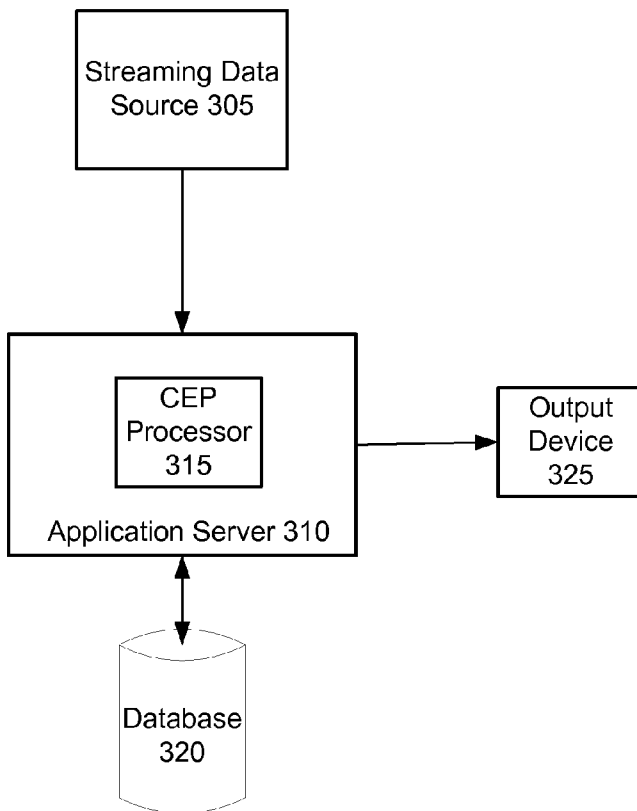 Streaming Data
Source 305
CEP
Processor
315
Application Server 310
Output
Device
325
Database
320